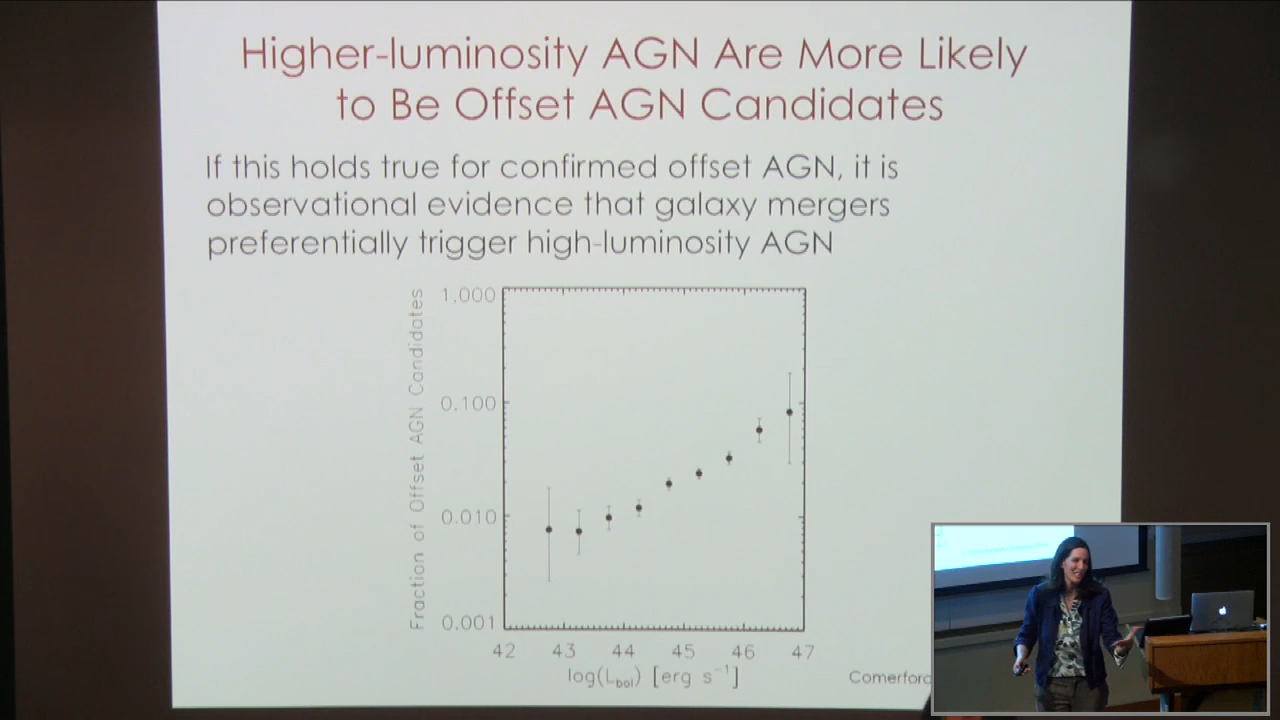 Higher-luminosity AGN Are More Likely
to Be Offset AGN Candidates
If this holds true for confirmed offset AGN, it is
observational evidence that galaxy mergers
preferentially trigger high-luminosity AGN
Fraction of Offset AGN Candidates
1.000
0.100
0.010
0.001
42 43 44 45 46 47
log(L_bol) [erg s⁻¹]
Comerford